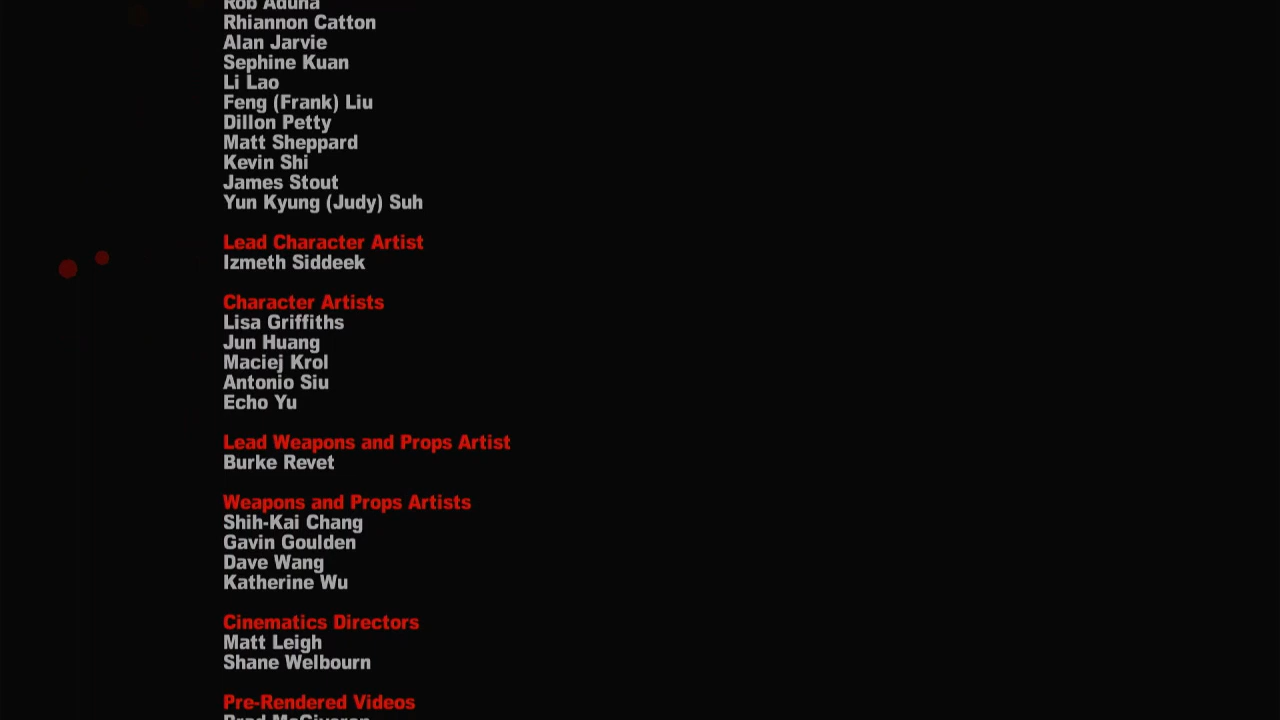 Rob Aduna
Rhiannon Catton
Alan Jarvie
Sephine Kuan
Li Lao
Feng (Frank) Liu
Dillon Petty
Matt Sheppard
Kevin Shi
James Stout
Yun Kyung (Judy) Suh
Lead Character Artist
Izmeth Siddeek
Character Artists
Lisa Griffiths
Jun Huang
Maciej Krol
Antonio Siu
Echo Yu
Lead Weapons and Props Artist
Burke Revet
Weapons and Props Artists
Shih-Kai Chang
Gavin Goulden
Dave Wang
Katherine Wu
Cinematics Directors
Matt Leigh
Shane Welbourn
Pre-Rendered Videos